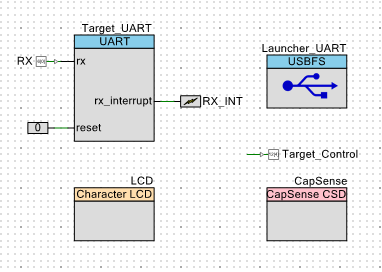 Target_UART
UART
RX
rx
rx_interrupt
RX_INT
0
reset
Launcher_UART
USBFS
Target_Control
LCD
Character LCD
CapSense
CapSense CSD